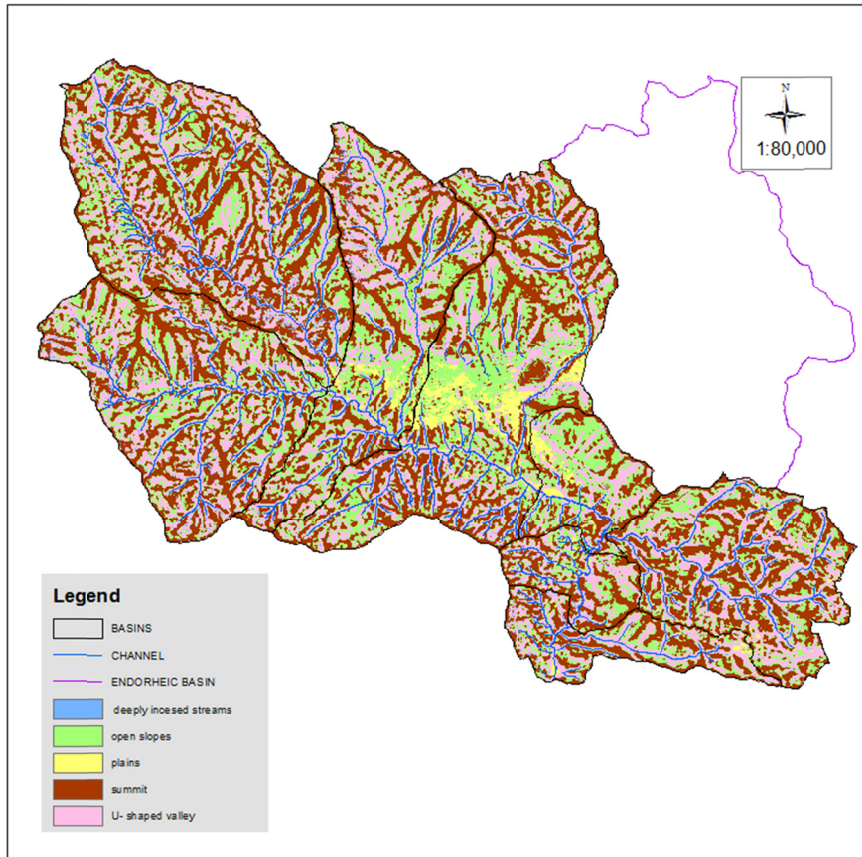 N
1:80,000
Legend
BASINS
CHANNEL
ENDORHEIC BASIN
deeply incesed streams
open slopes
plains
summit
U- shaped valley